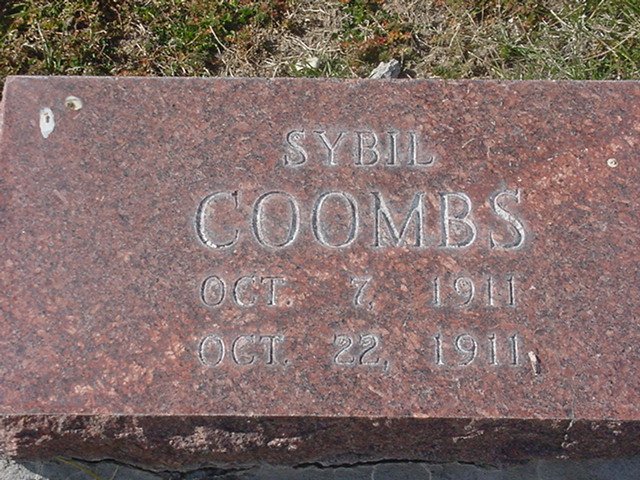 SYBIL
COOMBS
OCT. 7, 1911
OCT. 22, 1911